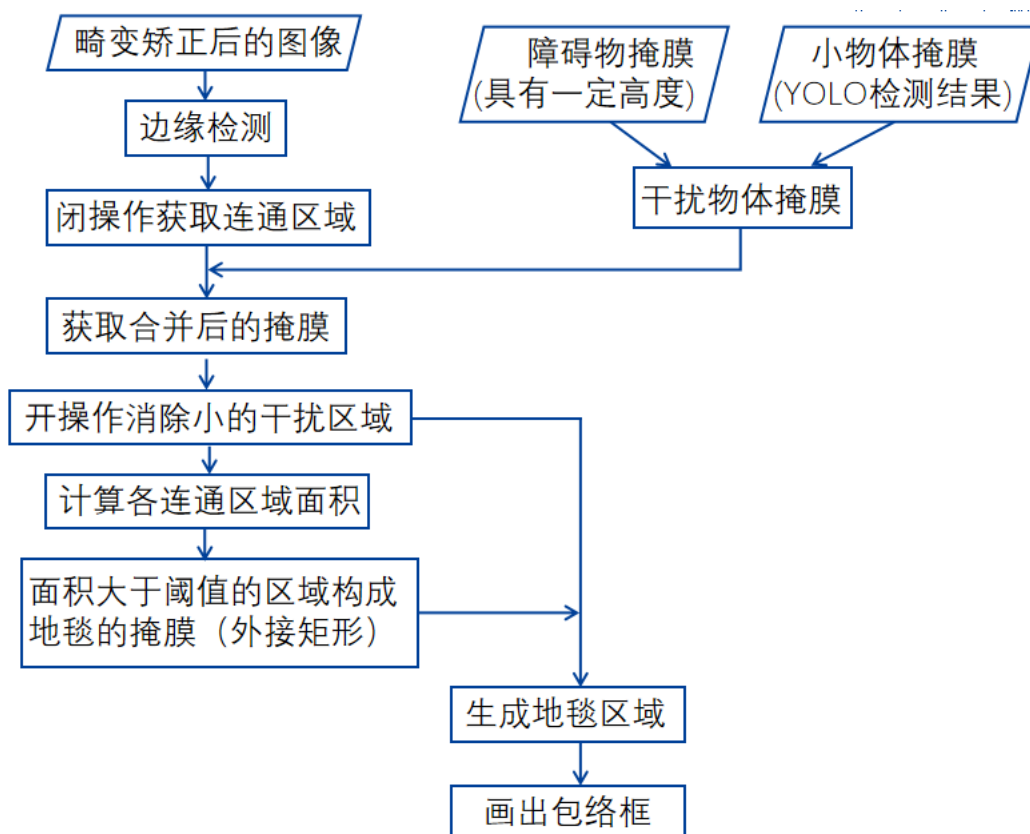 畸变矫正后的图像
障碍物掩膜
(具有一定高度)
小物体掩膜
(YOLO检测结果)
边缘检测
干扰物体掩膜
闭操作获取连通区域
获取合并后的掩膜
开操作消除小的干扰区域
计算各连通区域面积
面积大于阈值的区域构成
地毯的掩膜（外接矩形）
生成地毯区域
画出包络框